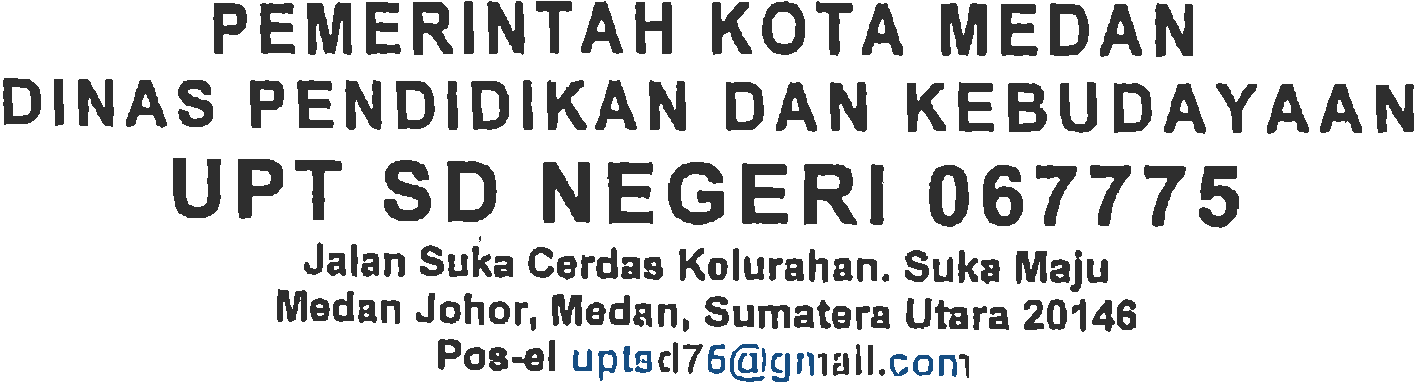 PEMERINTAH KOTA MEDAN
DINAS PENDIDIKAN DAN KEBUDAYAAN
UPT SD NEGERI 067775
Jalan Suka Cerdas Kelurahan. Suka Maju
Medan Johor, Medan, Sumatera Utara 20146
Pos-el uptsd76@gmail.com